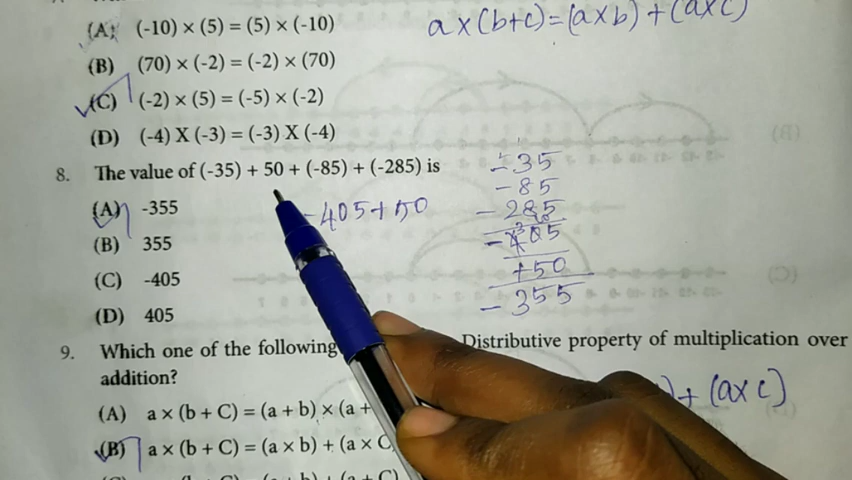 (A) (-10) × (5) = (5) × (-10)
a × (b+c) = (a×b) + (a×c)
(B) (70) × (-2) = (-2) × (70)
(C) (-2) × (5) = (-5) × (-2)
(D) (-4) X (-3) = (-3) X (-4)
8. The value of (-35) + 50 + (-85) + (-285) is
(A) -355
(B) 355
(C) -405
(D) 405
-405+50
-35
-85
-285
-405
+50
-355
9. Which one of the following Distributive property of multiplication over
addition?
)+(a×c)
(A) a × (b + C) = (a + b) × (a +
(B) a × (b + C) = (a × b) + (a × C